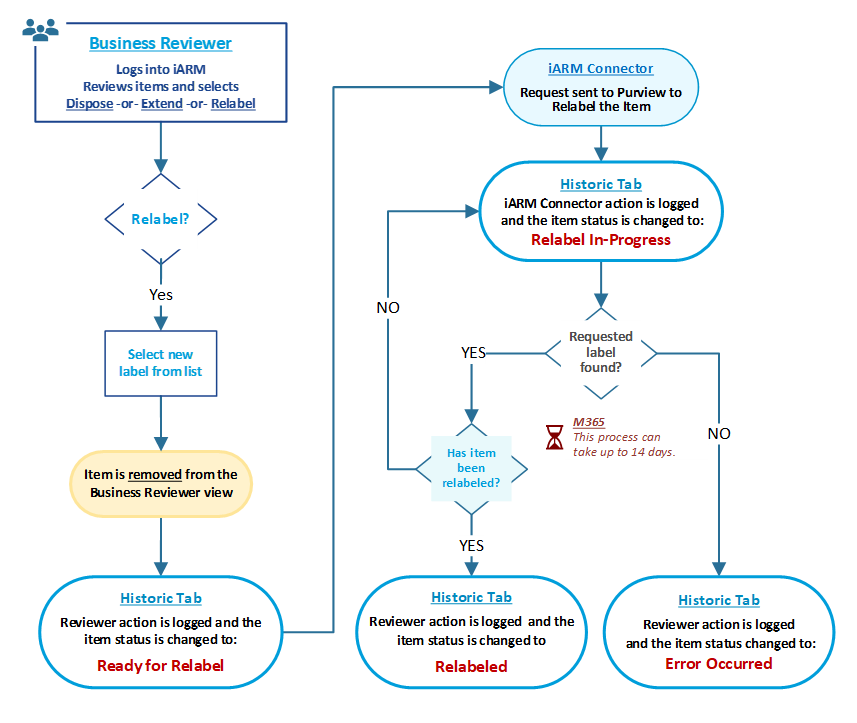 Business Reviewer
Logs into iARM
Reviews items and selects
Dispose -or- Extend -or- Relabel
Relabel?
Yes
Select new
label from list
Item is removed from the
Business Reviewer view
Historic Tab
Reviewer action is logged and the
item status is changed to:
Ready for Relabel
iARM Connector
Request sent to Purview to
Relabel the Item
Historic Tab
iARM Connector action is logged
and the item status is changed to:
Relabel In-Progress
Requested
label
found?
YES
NO
M365
This process can
take up to 14 days.
Has item
been
relabeled?
NO
YES
Historic Tab
Reviewer action is logged and the
item status is changed to
Relabeled
Historic Tab
Reviewer action is logged
and the item status changed to:
Error Occurred